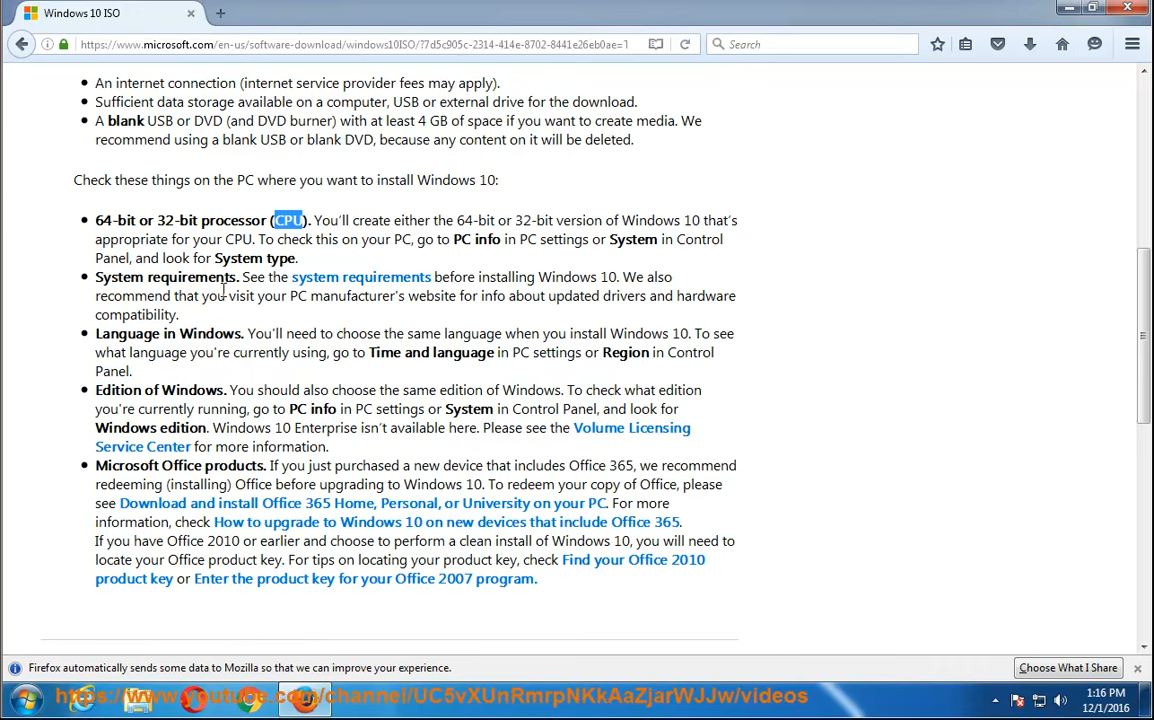 Windows 10 ISO
https://www.microsoft.com/en-us/software-download/windows10ISO/?7d5c905c-2314-414e-8702-8441e26eb0ae=1
Search
An internet connection (internet service provider fees may apply).
Sufficient data storage available on a computer, USB or external drive for the download.
A blank USB or DVD (and DVD burner) with at least 4 GB of space if you want to create media. We
recommend using a blank USB or blank DVD, because any content on it will be deleted.
Check these things on the PC where you want to install Windows 10:
64-bit or 32-bit processor (CPU). You'll create either the 64-bit or 32-bit version of Windows 10 that's
appropriate for your CPU. To check this on your PC, go to PC info in PC settings or System in Control
Panel, and look for System type.
System requirements. See the system requirements before installing Windows 10. We also
recommend that you visit your PC manufacturer's website for info about updated drivers and hardware
compatibility.
Language in Windows. You'll need to choose the same language when you install Windows 10. To see
what language you're currently using, go to Time and language in PC settings or Region in Control
Panel.
Edition of Windows. You should also choose the same edition of Windows. To check what edition
you're currently running, go to PC info in PC settings or System in Control Panel, and look for
Windows edition. Windows 10 Enterprise isn't available here. Please see the Volume Licensing
Service Center for more information.
Microsoft Office products. If you just purchased a new device that includes Office 365, we recommend
redeeming (installing) Office before upgrading to Windows 10. To redeem your copy of Office, please
see Download and install Office 365 Home, Personal, or University on your PC. For more
information, check How to upgrade to Windows 10 on new devices that include Office 365.
If you have Office 2010 or earlier and choose to perform a clean install of Windows 10, you will need to
locate your Office product key. For tips on locating your product key, check Find your Office 2010
product key or Enter the product key for your Office 2007 program.
Firefox automatically sends some data to Mozilla so that we can improve your experience.
Choose What I Share
https://www.youtube.com/channel/UC5vXUnRmrpNKkAaZjarWJJw/videos
1:16 PM
12/1/2016